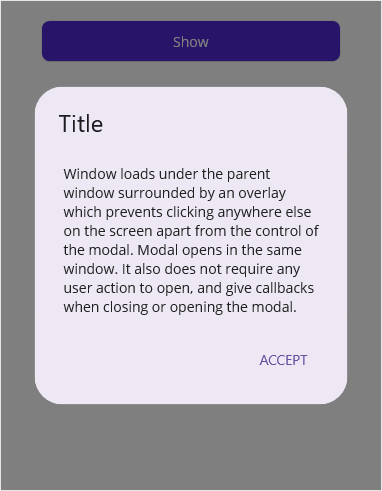 Show
Title
Window loads under the parent
window surrounded by an overlay
which prevents clicking anywhere else
on the screen apart from the control of
the modal. Modal opens in the same
window. It also does not require any
user action to open, and give callbacks
when closing or opening the modal.
ACCEPT